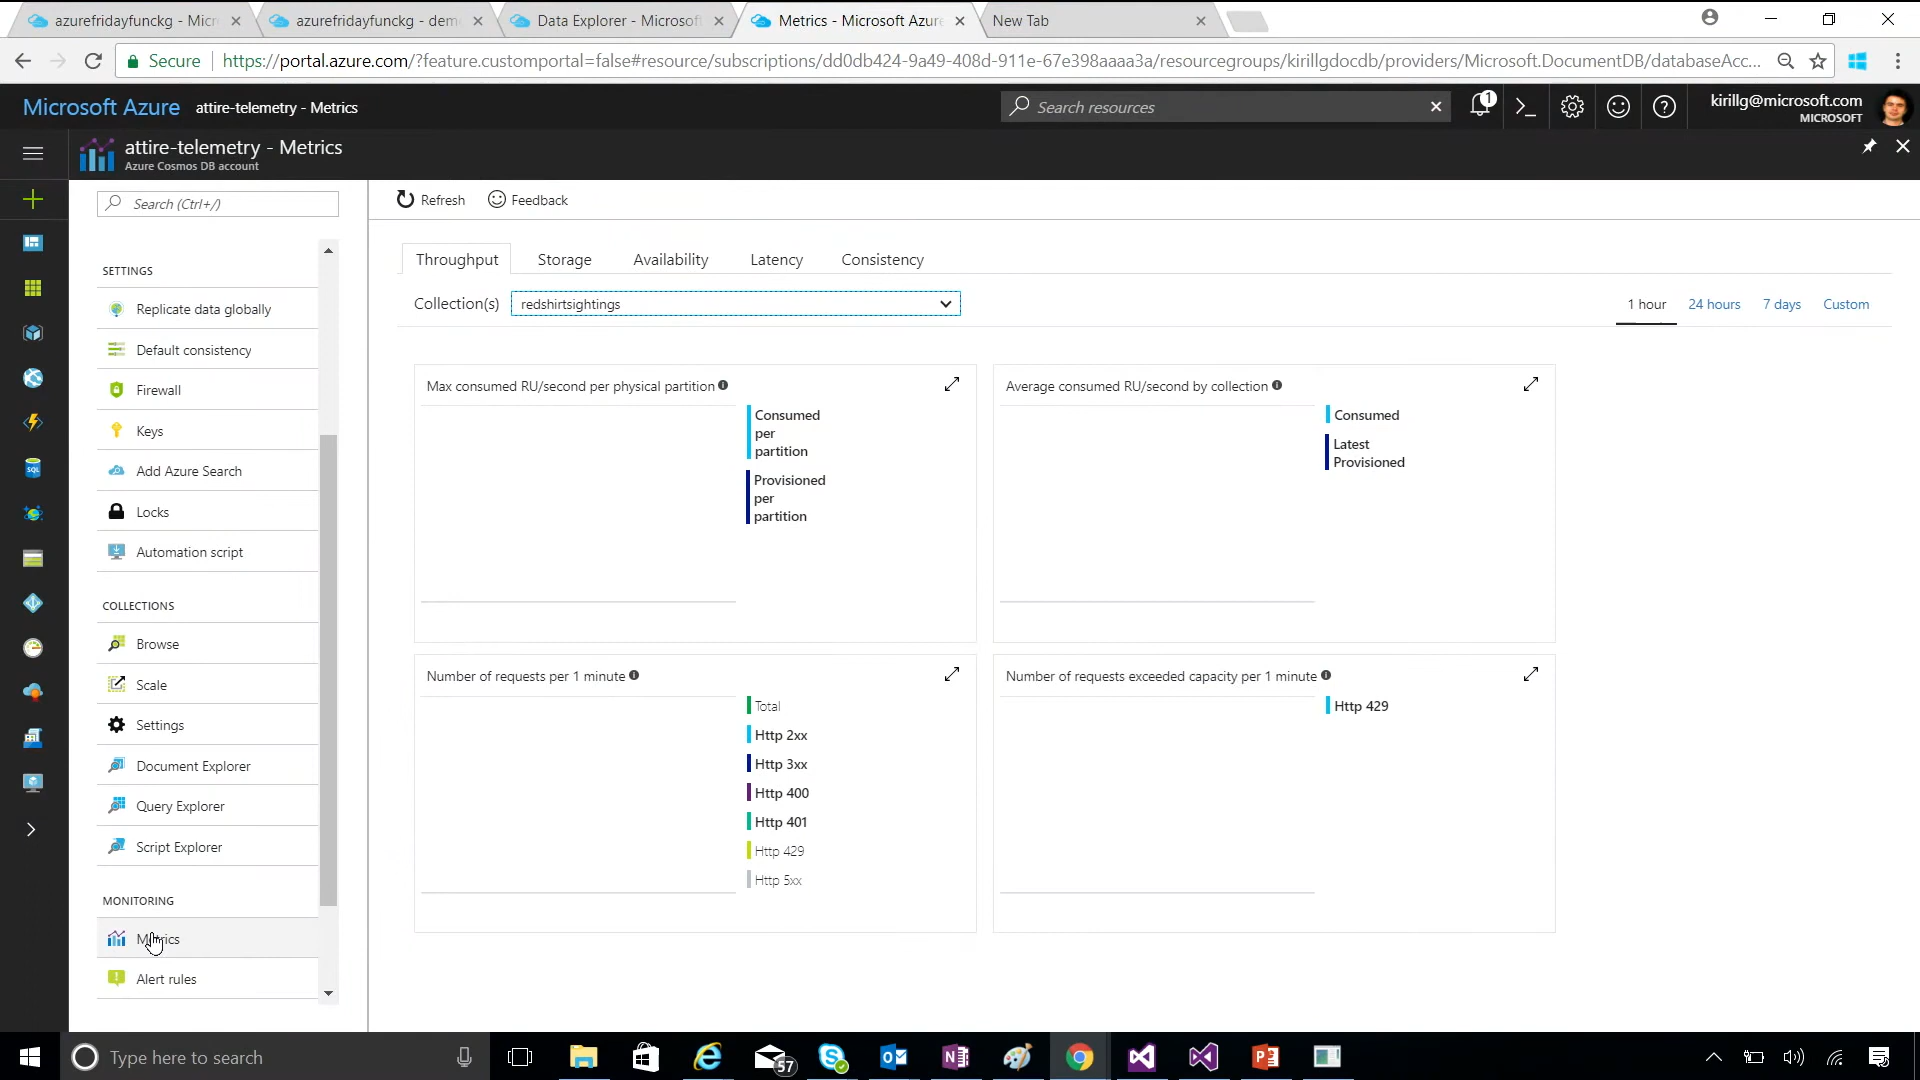 azurefridayfunckg - Micr
azurefridayfunckg - dem
Data Explorer - Microsoft
Metrics - Microsoft Azure
New Tab
Secure
https://portal.azure.com/?feature.customportal=false#resource/subscriptions/dd0db424-9a49-408d-911e-67e398aaaa3a/resourcegroups/kirillgdocdb/providers/Microsoft.DocumentDB/databaseAcc...
Microsoft Azure
attire-telemetry - Metrics
Search resources
1
kirillg@microsoft.com
MICROSOFT
attire-telemetry - Metrics
Azure Cosmos DB account
Search (Ctrl+/)
SETTINGS
Replicate data globally
Default consistency
Firewall
Keys
Add Azure Search
Locks
Automation script
COLLECTIONS
Browse
Scale
Settings
Document Explorer
Query Explorer
Script Explorer
MONITORING
Metrics
Alert rules
Refresh
Feedback
Throughput
Storage
Availability
Latency
Consistency
Collection(s)
redshirtsightings
1 hour
24 hours
7 days
Custom
Max consumed RU/second per physical partition
Consumed
per
partition
Provisioned
per
partition
Average consumed RU/second by collection
Consumed
Latest
Provisioned
Number of requests per 1 minute
Total
Http 2xx
Http 3xx
Http 400
Http 401
Http 429
Http 5xx
Number of requests exceeded capacity per 1 minute
Http 429
SQL
Type here to search
57